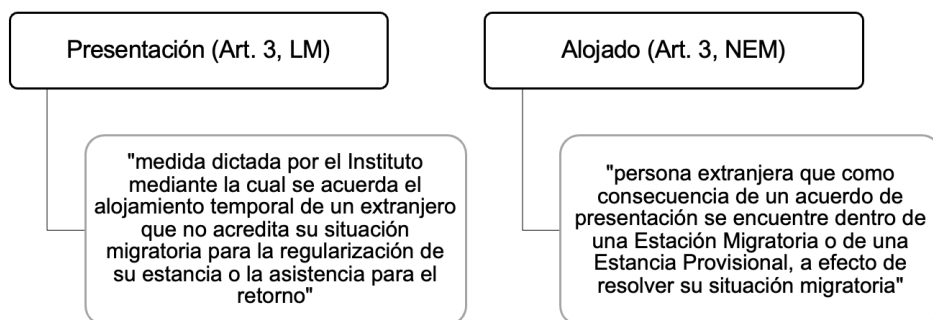 Presentación (Art. 3, LM)
"medida dictada por el Instituto
mediante la cual se acuerda el
alojamiento temporal de un extranjero
que no acredita su situación
migratoria para la regularización de
su estancia o la asistencia para el
retorno"
Alojado (Art. 3, NEM)
"persona extranjera que como
consecuencia de un acuerdo de
presentación se encuentre dentro de
una Estación Migratoria o de una
Estancia Provisional, a efecto de
resolver su situación migratoria"